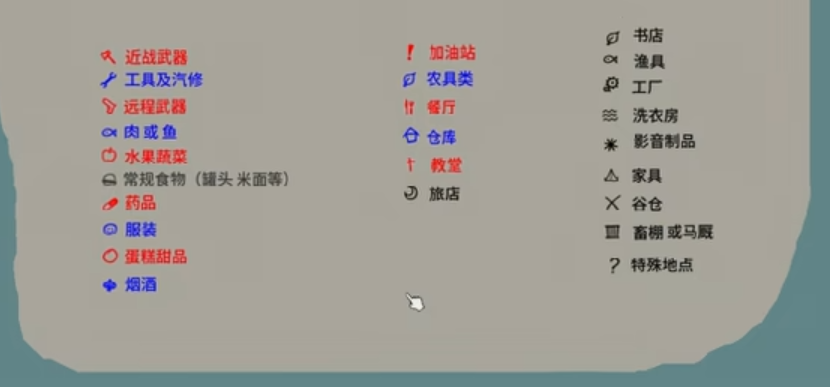 近战武器
工具及汽修
远程武器
肉或鱼
水果蔬菜
常规食物（罐头 米面等）
药品
服装
蛋糕甜品
烟酒
加油站
农具类
餐厅
仓库
教堂
旅店
书店
渔具
工厂
洗衣房
影音制品
家具
谷仓
畜棚 或马厩
特殊地点